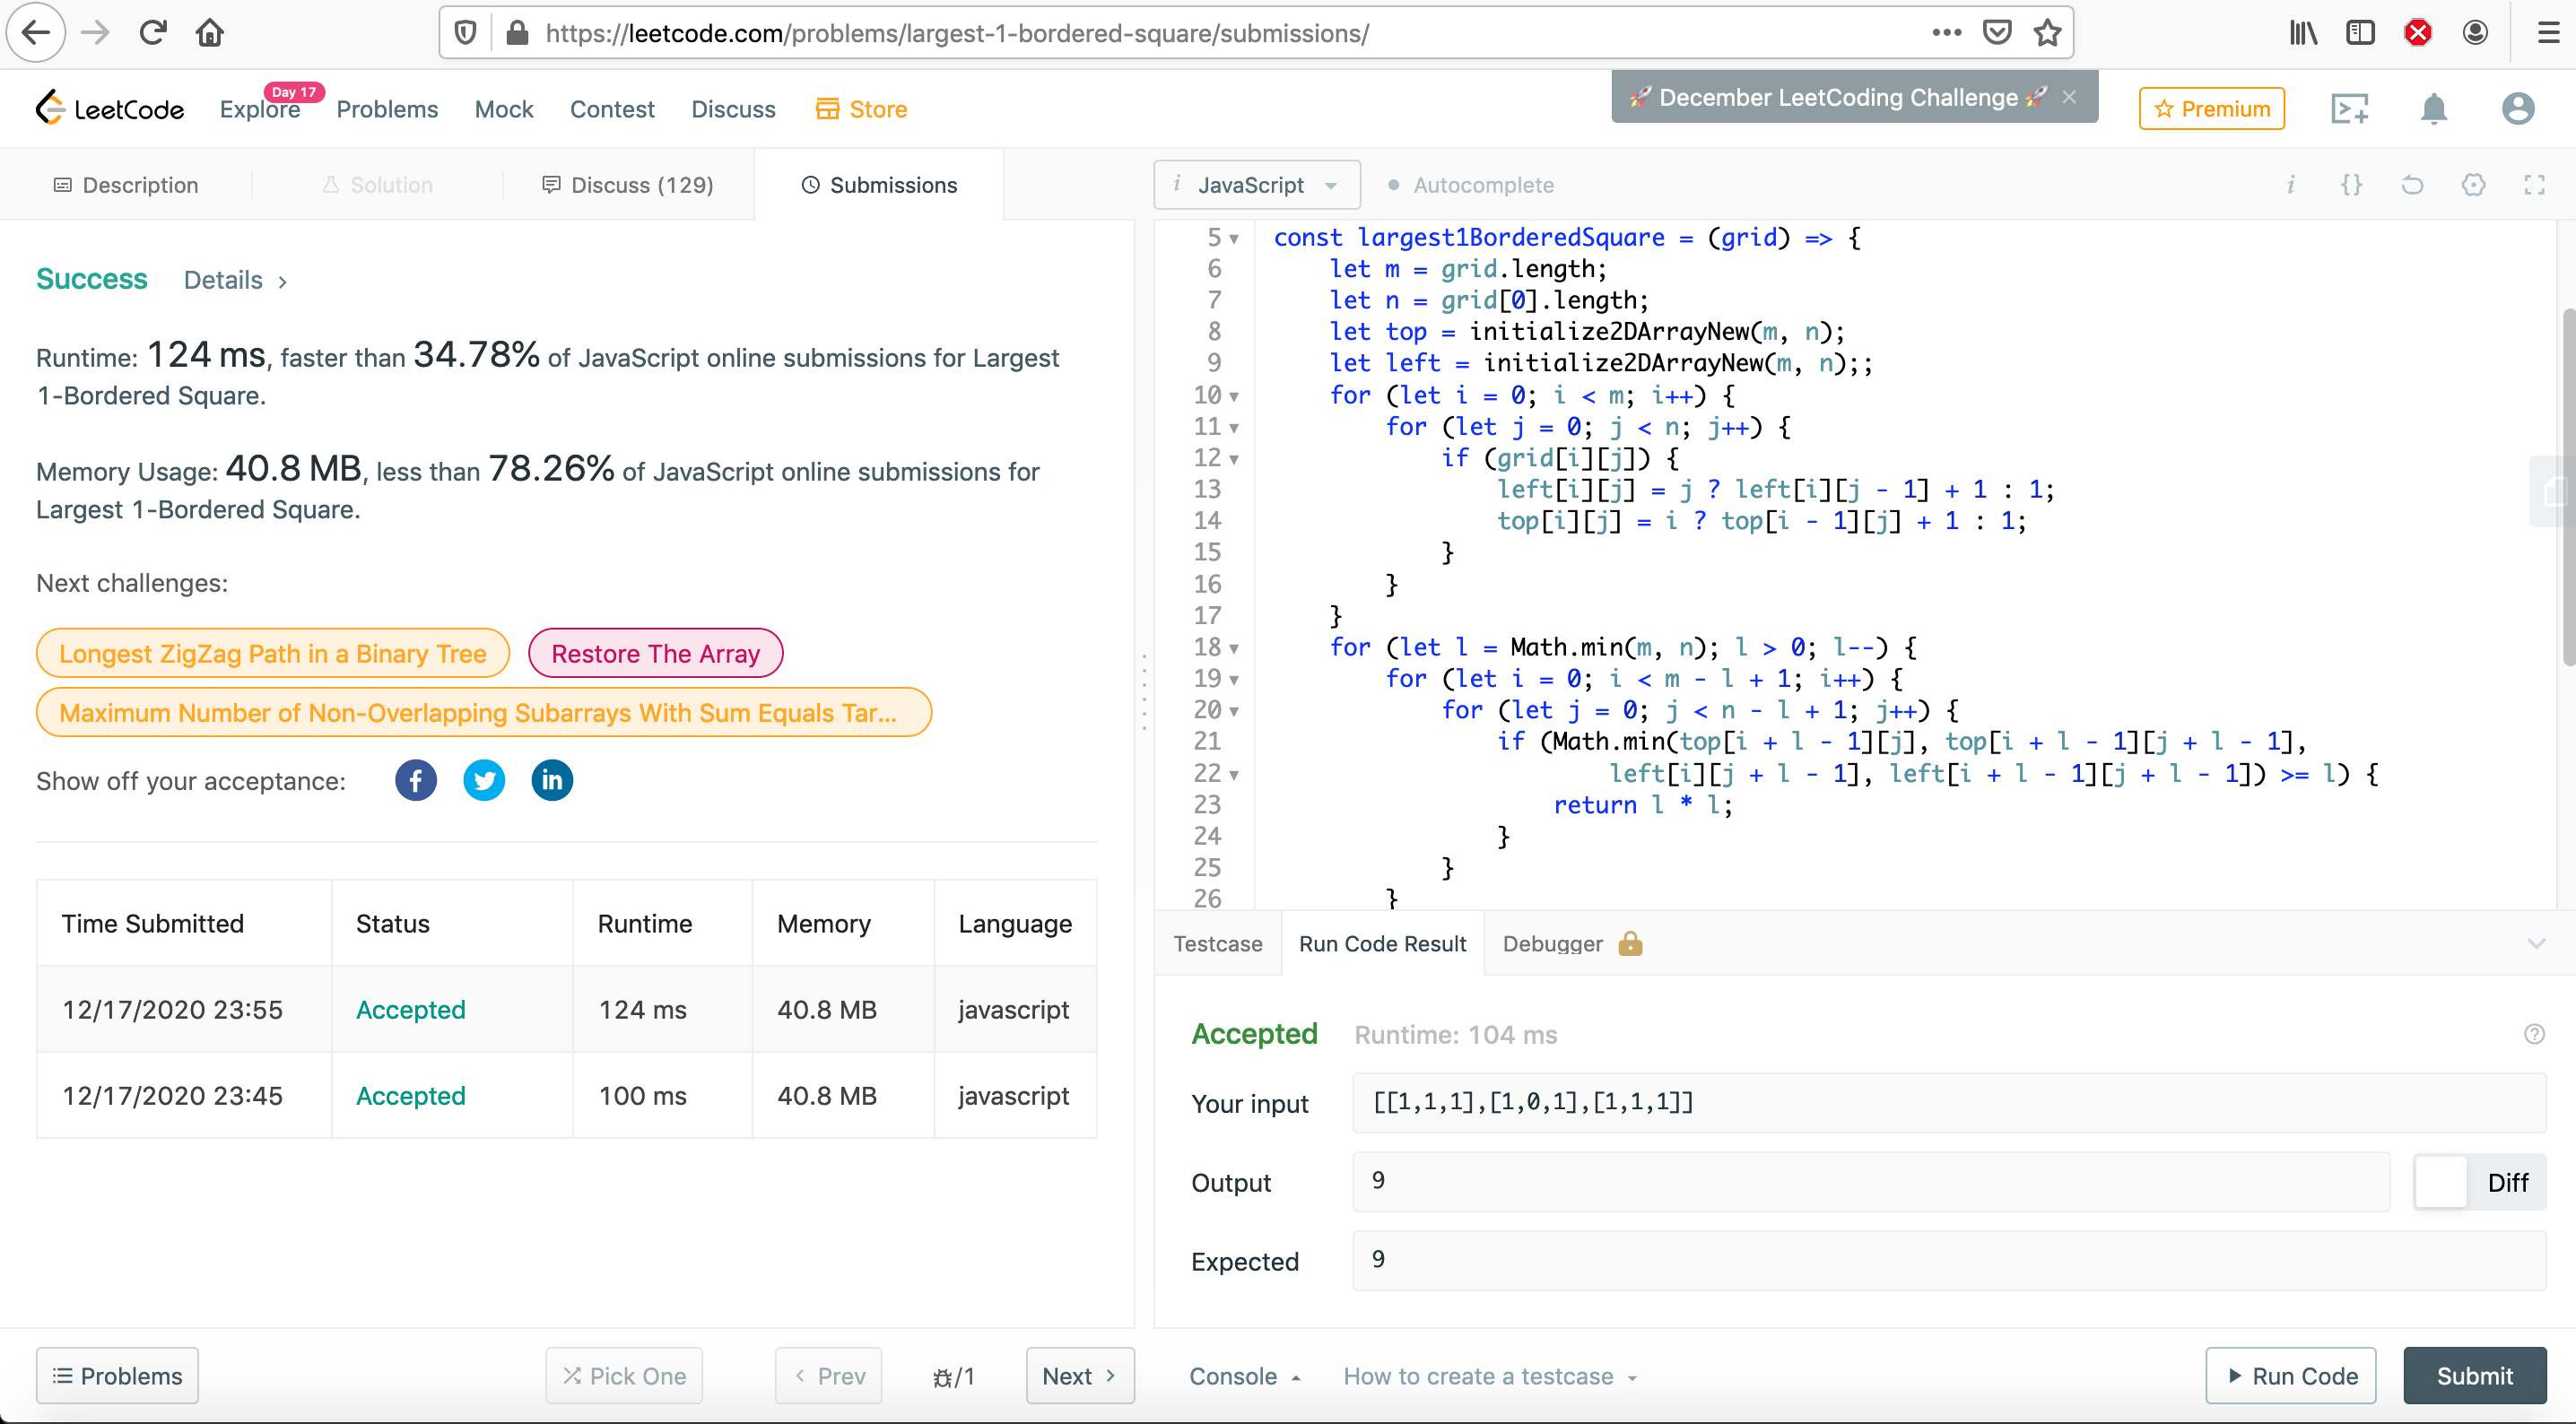 https://leetcode.com/problems/largest-1-bordered-square/submissions/
LeetCode
Explore
Day 17
Problems
Mock
Contest
Discuss
Store
🚀 December LeetCoding Challenge 🚀 ×
Premium
Description
Solution
Discuss (129)
Submissions
Success
Details >
Runtime: 124 ms, faster than 34.78% of JavaScript online submissions for Largest
1-Bordered Square.
Memory Usage: 40.8 MB, less than 78.26% of JavaScript online submissions for
Largest 1-Bordered Square.
Next challenges:
Longest ZigZag Path in a Binary Tree
Restore The Array
Maximum Number of Non-Overlapping Subarrays With Sum Equals Tar...
Show off your acceptance:
Time Submitted Status Runtime Memory Language
12/17/2020 23:55 Accepted 124 ms 40.8 MB javascript
12/17/2020 23:45 Accepted 100 ms 40.8 MB javascript
Problems
Pick One
< Prev
/1
Next >
i JavaScript
Autocomplete
i {}
5 const largest1BorderedSquare = (grid) => {
6     let m = grid.length;
7     let n = grid[0].length;
8     let top = initialize2DArrayNew(m, n);
9     let left = initialize2DArrayNew(m, n);;
10     for (let i = 0; i < m; i++) {
11         for (let j = 0; j < n; j++) {
12             if (grid[i][j]) {
13                 left[i][j] = j ? left[i][j - 1] + 1 : 1;
14                 top[i][j] = i ? top[i - 1][j] + 1 : 1;
15             }
16         }
17     }
18     for (let l = Math.min(m, n); l > 0; l--) {
19         for (let i = 0; i < m - l + 1; i++) {
20             for (let j = 0; j < n - l + 1; j++) {
21                 if (Math.min(top[i + l - 1][j], top[i + l - 1][j + l - 1],
22                         left[i][j + l - 1], left[i + l - 1][j + l - 1]) >= l) {
23                     return l * l;
24                 }
25             }
26         }
Testcase
Run Code Result
Debugger
Accepted
Runtime: 104 ms
Your input
[[1,1,1],[1,0,1],[1,1,1]]
Output
9
Diff
Expected
9
Console
How to create a testcase
Run Code
Submit